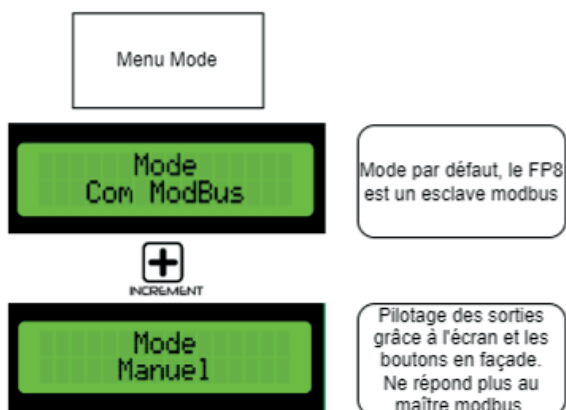 Menu Mode
Mode
Com ModBus
Mode par défaut, le FP8
est un esclave modbus
INCREMENT
Mode
Manuel
Pilotage des sorties
grâce à l'écran et les
boutons en façade.
Ne répond plus au
maître modbus